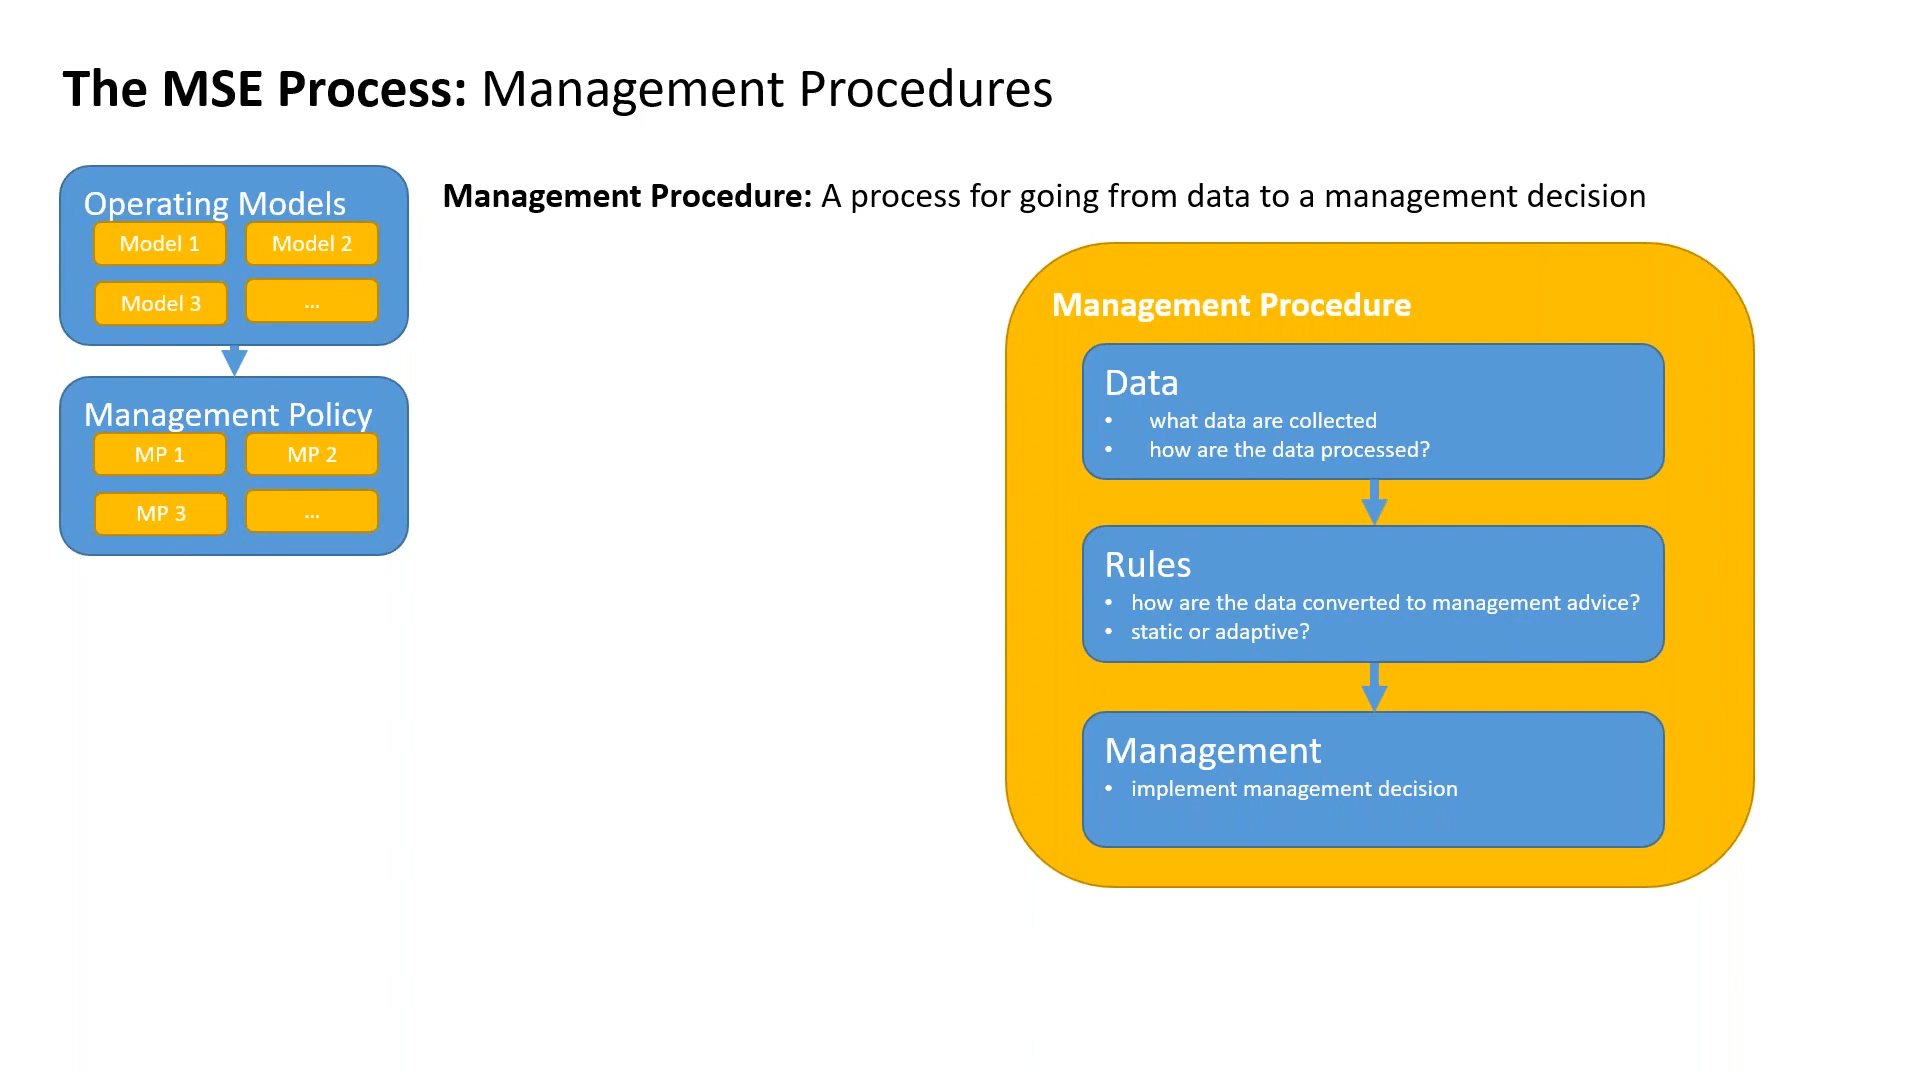 The MSE Process: Management Procedures
Operating Models
Model 1
Model 2
Model 3
...
Management Policy
MP 1
MP 2
MP 3
...
Management Procedure: A process for going from data to a management decision
Management Procedure
Data
• what data are collected
• how are the data processed?
Rules
• how are the data converted to management advice?
• static or adaptive?
Management
• implement management decision